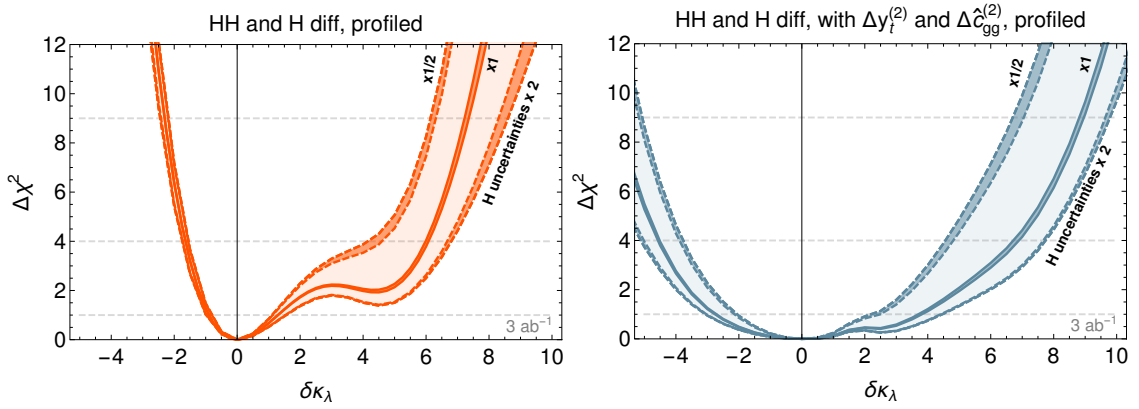 HH and H diff, profiled
12
10
8
6
4
2
0
Δχ²
x1/2
x1
H uncertainties x 2
3 ab⁻¹
−4 −2 0 2 4 6 8 10
δκλ
HH and H diff, with Δy_t^(2) and Δĉ_gg^(2), profiled
12
10
8
6
4
2
0
Δχ²
x1/2
x1
H uncertainties x 2
3 ab⁻¹
−4 −2 0 2 4 6 8 10
δκλ